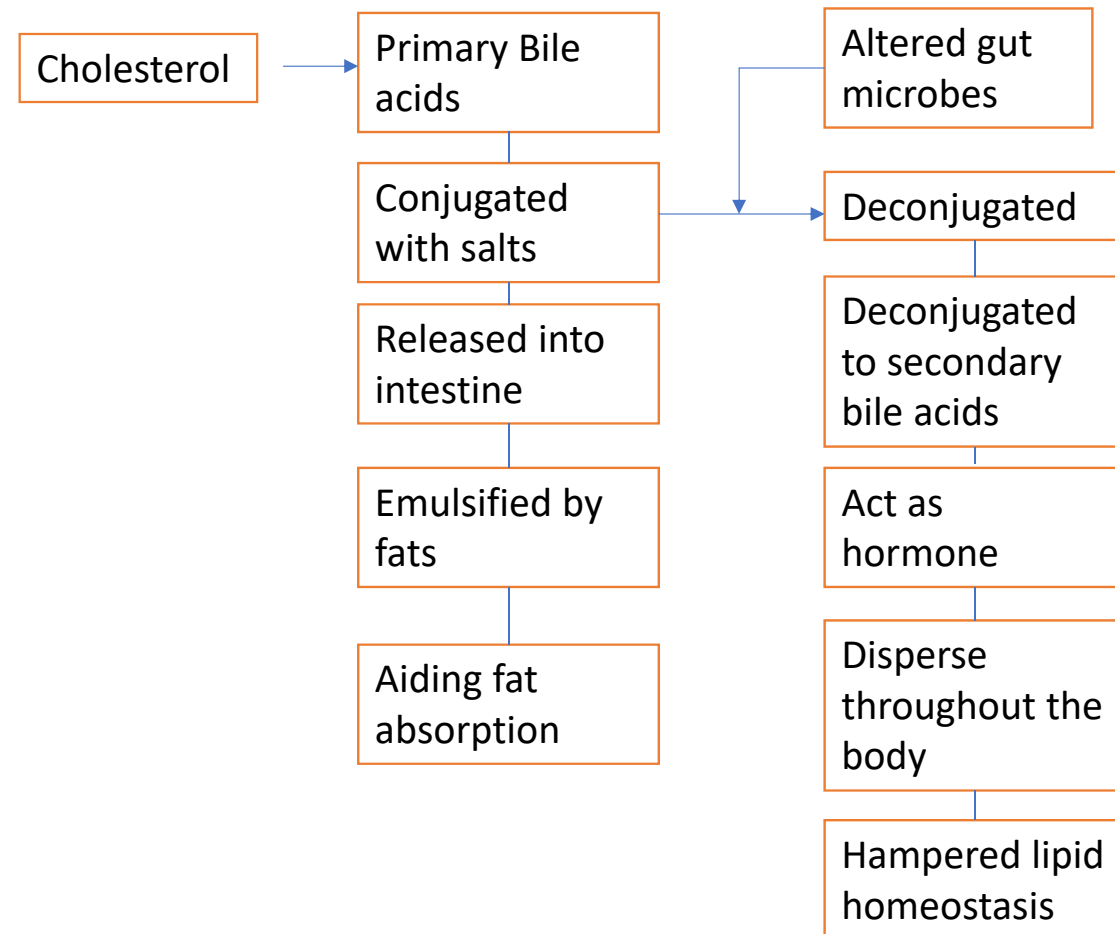 Cholesterol
Primary Bile
acids
Conjugated
with salts
Released into
intestine
Emulsified by
fats
Aiding fat
absorption
Altered gut
microbes
Deconjugated
Deconjugated
to secondary
bile acids
Act as
hormone
Disperse
throughout the
body
Hampered lipid
homeostasis